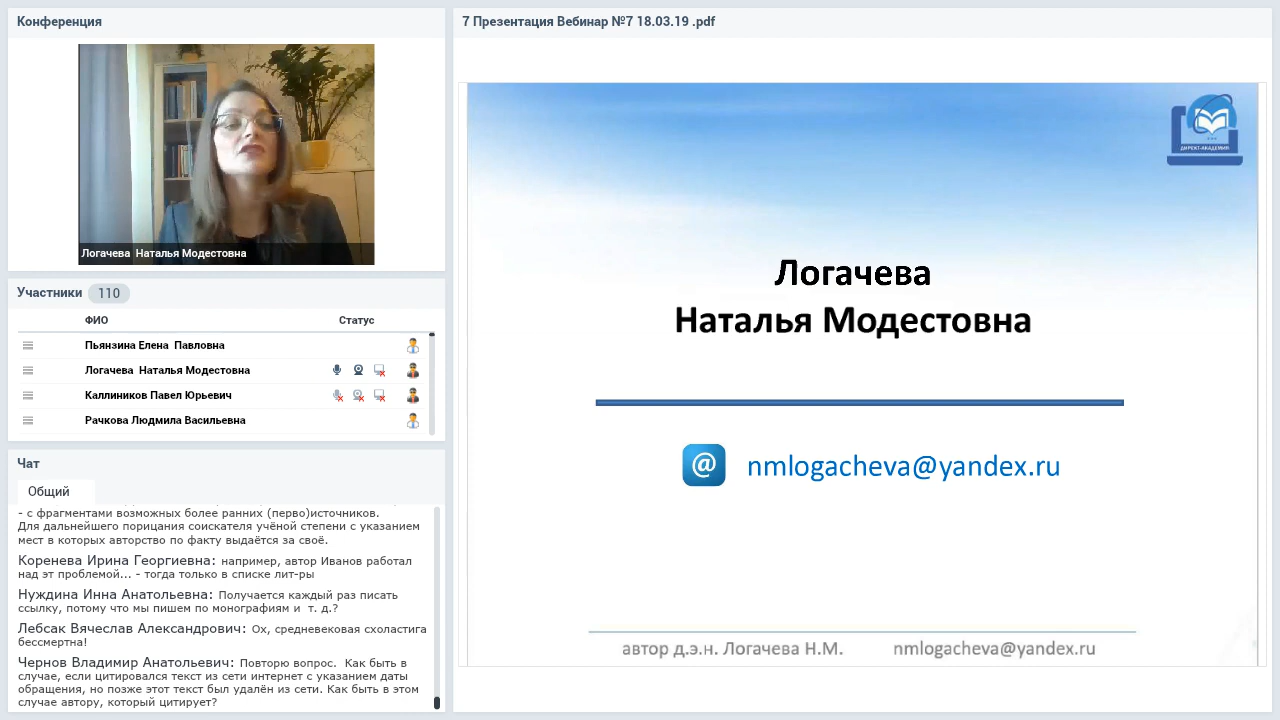 Конференция
Логачева  Наталья Модестовна
Участники 110
ФИО Статус
Пьянзина Елена  Павловна
Логачева  Наталья Модестовна
Каллиников Павел Юрьевич
Рачкова Людмила Васильевна
Чат
Общий
- с фрагментами возможных более ранних (перво)источников.
Для дальнейшего порицания соискателя учёной степени с указанием
мест в которых авторство по факту выдаётся за своё.
Коренева Ирина Георгиевна: например, автор Иванов работал
над эт проблемой... - тогда только в списке лит-ры
Нуждина Инна Анатольевна: Получается каждый раз писать
ссылку, потому что мы пишем по монографиям и  т. д.?
Лебсак Вячеслав Александрович: Ох, средневековая схоластига
бессмертна!
Чернов Владимир Анатольевич: Повторю вопрос.  Как быть в
случае, если цитировался текст из сети интернет с указанием даты
обращения, но позже этот текст был удалён из сети. Как быть в этом
случае автору, который цитирует?
7 Презентация Вебинар №7 18.03.19 .pdf
ДИРЕКТ-АКАДЕМИЯ
Логачева
Наталья Модестовна
@ nmlogacheva@yandex.ru
автор д.э.н. Логачева Н.М. nmlogacheva@yandex.ru